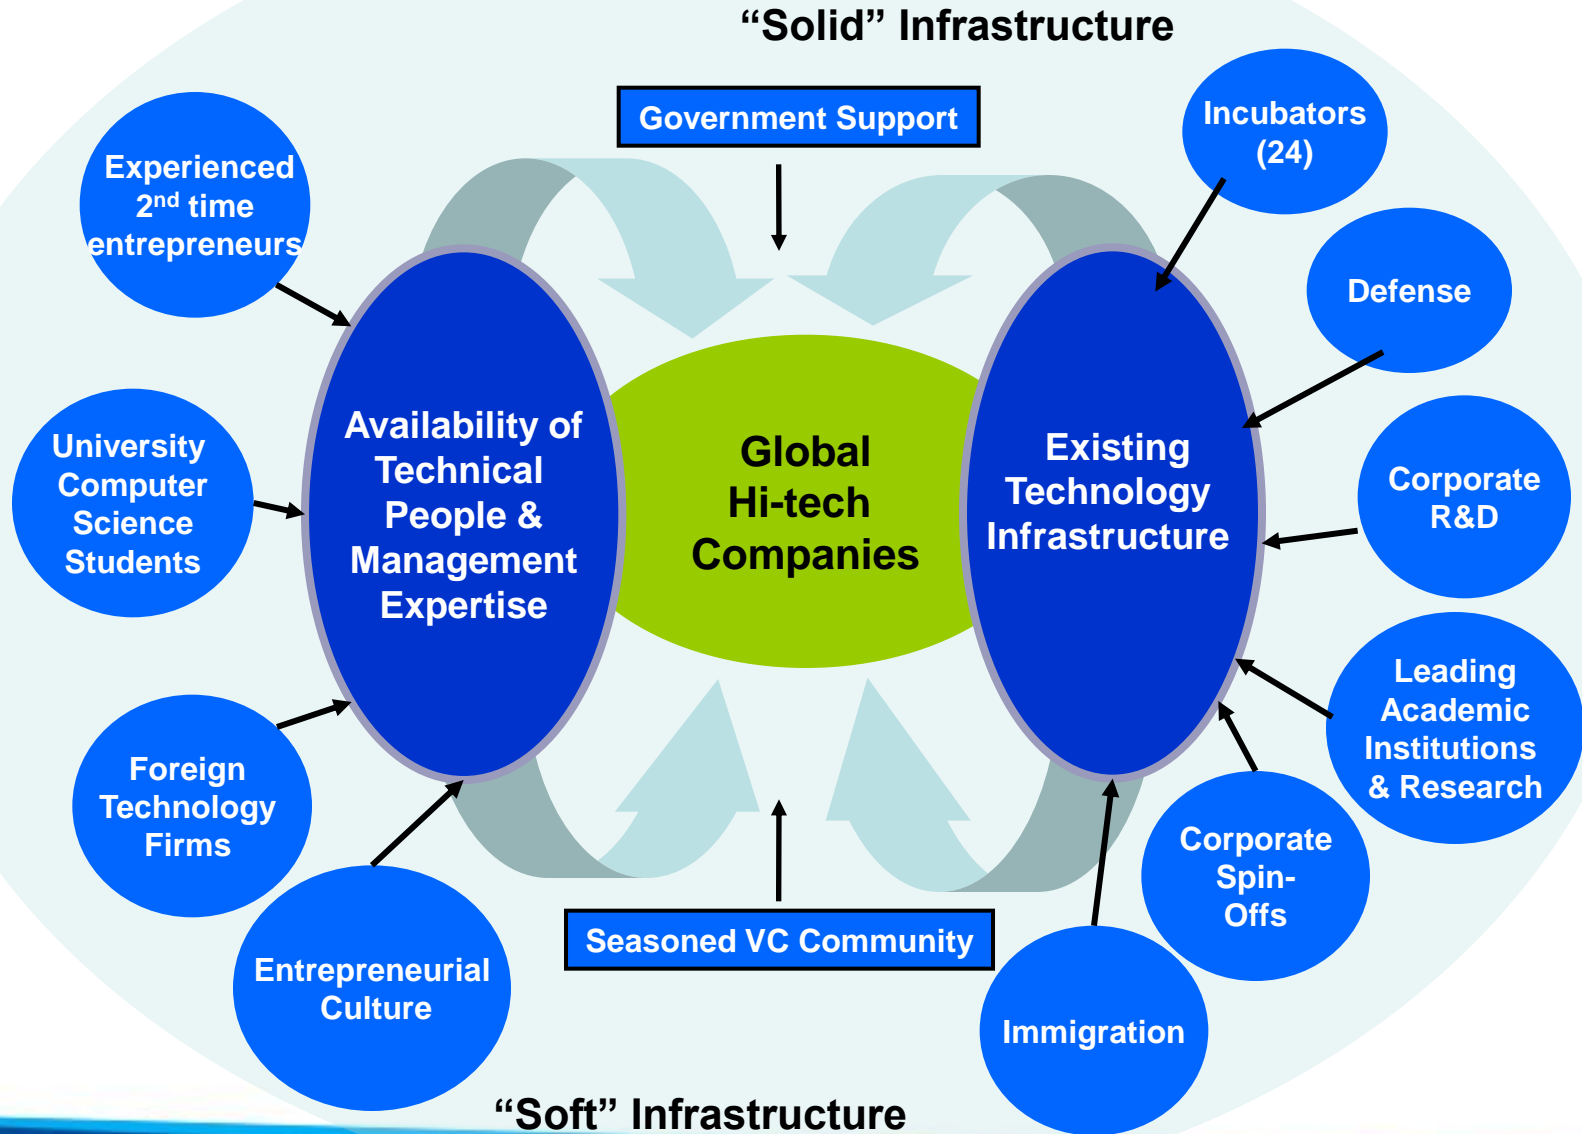 “Solid” Infrastructure
Government Support
Incubators
(24)
Experienced
2nd time
entrepreneurs
Defense
Availability of
Technical
People &
Management
Expertise
Global
Hi-tech
Companies
Existing
Technology
Infrastructure
University
Computer
Science
Students
Corporate
R&D
Leading
Academic
Institutions
& Research
Foreign
Technology
Firms
Corporate
Spin-
Offs
Seasoned VC Community
Entrepreneurial
Culture
Immigration
“Soft” Infrastructure